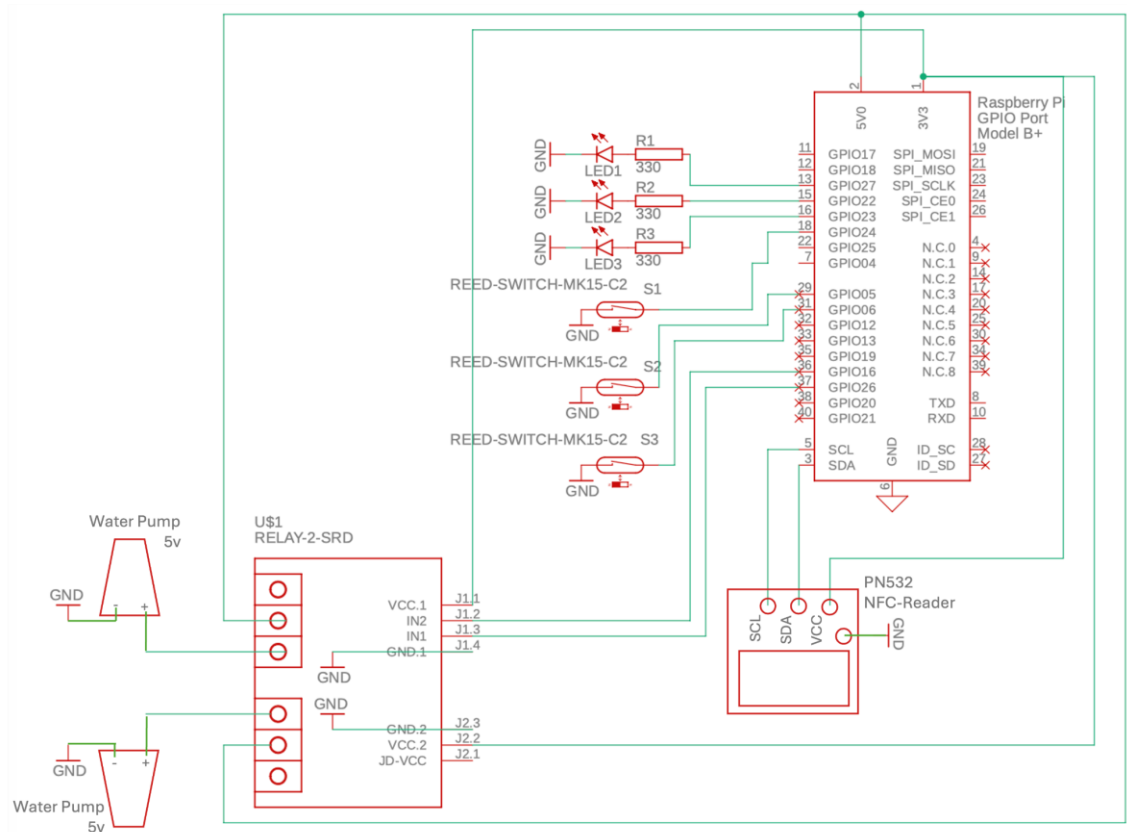 2
5V0
1
3V3
Raspberry Pi
GPIO Port
Model B+
11 GPIO17
12 GPIO18
13 GPIO27
15 GPIO22
16 GPIO23
18 GPIO24
22 GPIO25
7 GPIO04
29 GPIO05
31 GPIO06
32 GPIO12
33 GPIO13
35 GPIO19
36 GPIO16
37 GPIO26
38 GPIO20
40 GPIO21
5 SCL
3 SDA
SPI_MOSI 19
SPI_MISO 21
SPI_SCLK 23
SPI_CE0 24
SPI_CE1 26
N.C.0 4
N.C.1 9
N.C.2 14
N.C.3 17
N.C.4 20
N.C.5 25
N.C.6 30
N.C.7 34
N.C.8 39
TXD 8
RXD 10
ID_SC 28
ID_SD 27
GND
6
GND
LED1
R1
330
GND
LED2
R2
330
GND
LED3
R3
330
REED-SWITCH-MK15-C2 S1
GND
REED-SWITCH-MK15-C2 S2
GND
REED-SWITCH-MK15-C2 S3
GND
Water Pump
5v
GND
- +
U$1
RELAY-2-SRD
VCC.1 J1.1
IN2 J1.2
IN1 J1.3
GND.1 J1.4
GND
GND
GND.2 J2.3
VCC.2 J2.2
JD-VCC J2.1
GND
- +
Water Pump
5v
PN532
NFC-Reader
SCL
SDA
VCC
GND